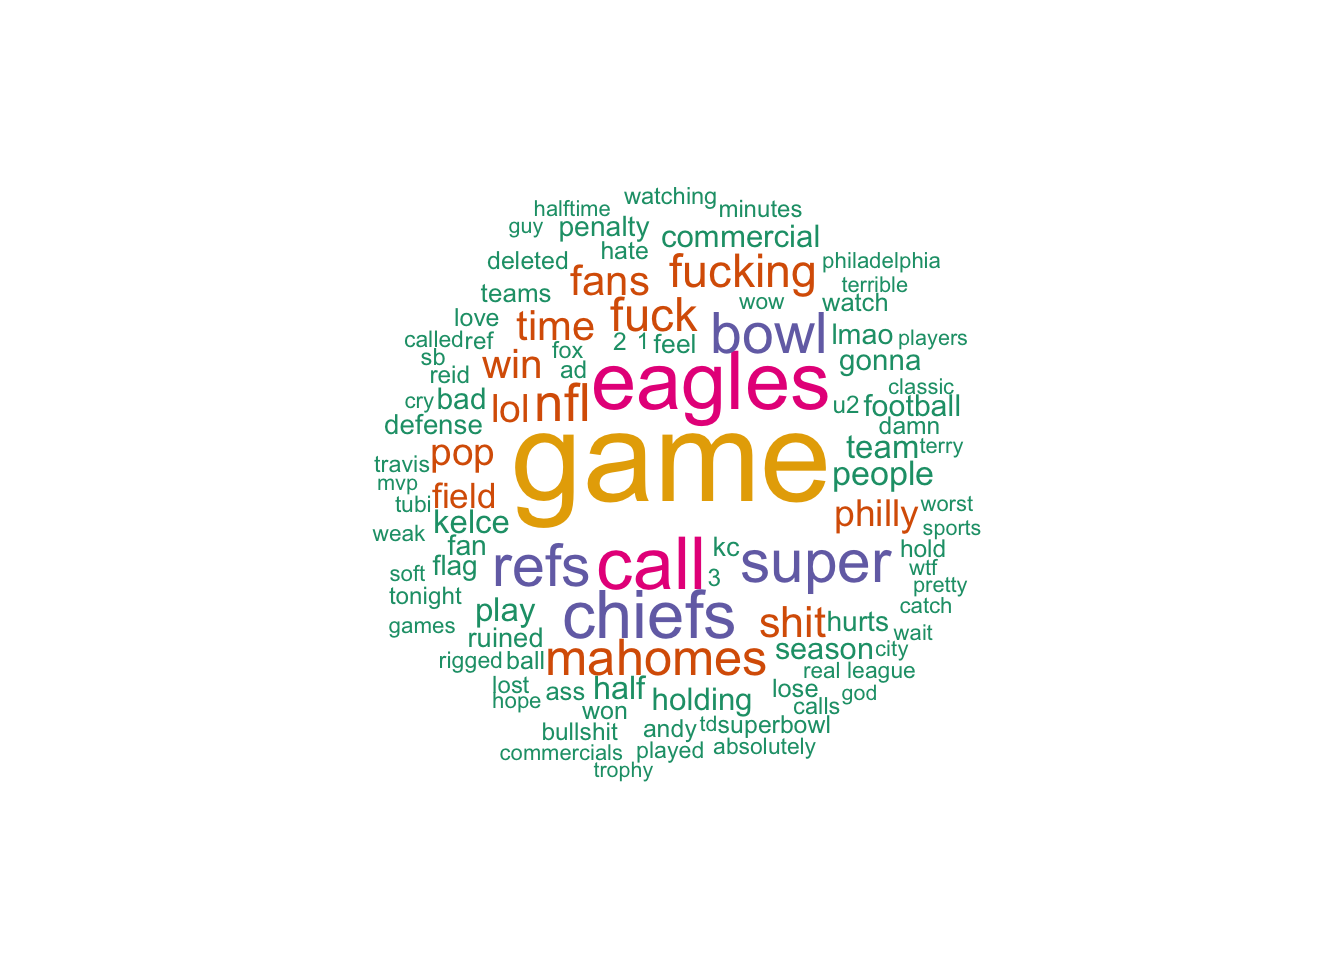 watching
halftime minutes
guy penalty commercial
hate
deleted fans fucking philadelphia
teams terrible
love time fuck wow watch
called ref 2 1 feel bowl lmao players
sb fox gonna
reid win ad eagles classic
cry bad lol nfl u2 football
defense damn
pop game team terry
travis people
mvp
tubi field philly worst
weak kelce sports
fan refs call kc super hold
soft flag 3 wtf
tonight pretty
games play chiefs shit hurts catch
ruined wait
rigged ball mahomes season city
real league
lost ass half holding lose god
hope won calls
bullshit andy td superbowl
commercials played absolutely
trophy